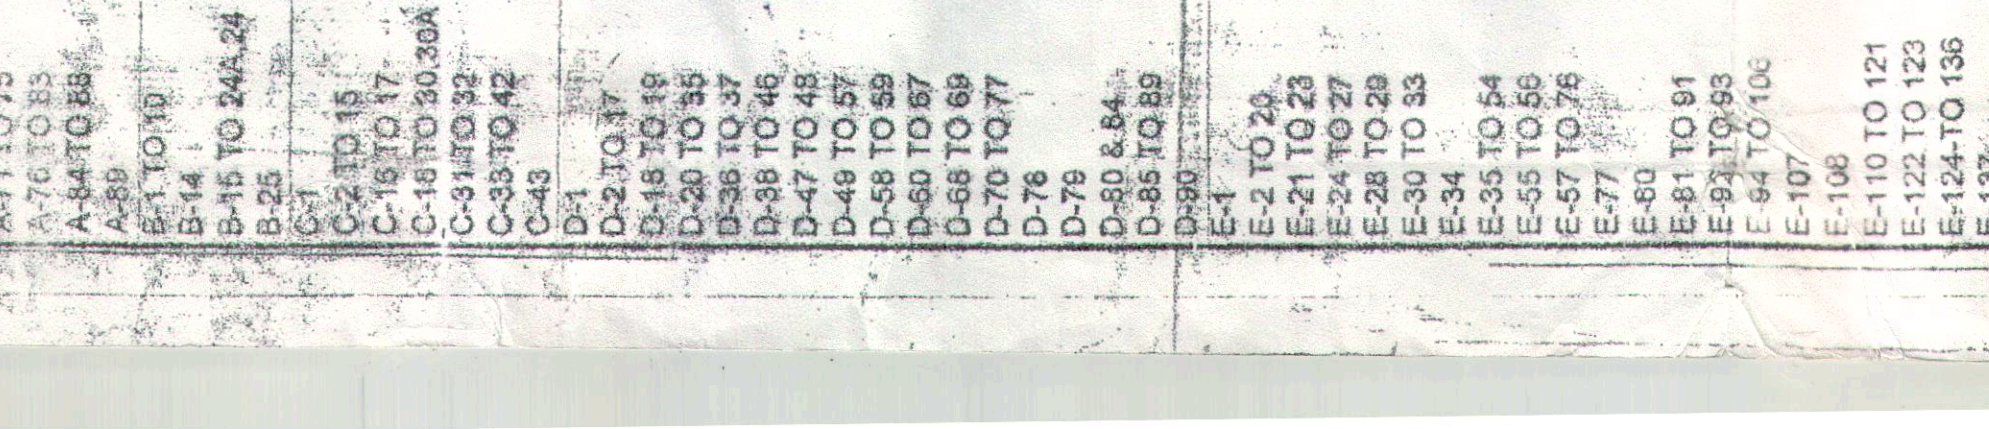 A-76 TO 83
A-84 TO 88
A-89
B-1 TO 10
B-14
B-15 TO 24A,24
B-25
C-1
C-2 TO 15
C-16 TO 17
C-18 TO 30,30A
C-31 TO 32
C-33 TO 42
C-43
D-1
D-2 TO 17
D-18 TO 19
D-20 TO 35
D-36 TO 37
D-38 TO 46
D-47 TO 48
D-49 TO 57
D-58 TO 59
D-60 TO 67
D-68 TO 69
D-70 TO 77
D-78
D-79
D-80 & 84
D-85 TO 89
D-90
E-1
E-2 TO 20
E-21 TO 23
E-24 TO 27
E-28 TO 29
E-30 TO 33
E-34
E-35 TO 54
E-55 TO 56
E-57 TO 76
E-77
E-80
E-81 TO 91
E-92 TO 93
E-94 TO 106
E-107
E-108
E-110 TO 121
E-122 TO 123
E-124-TO 136
E-137